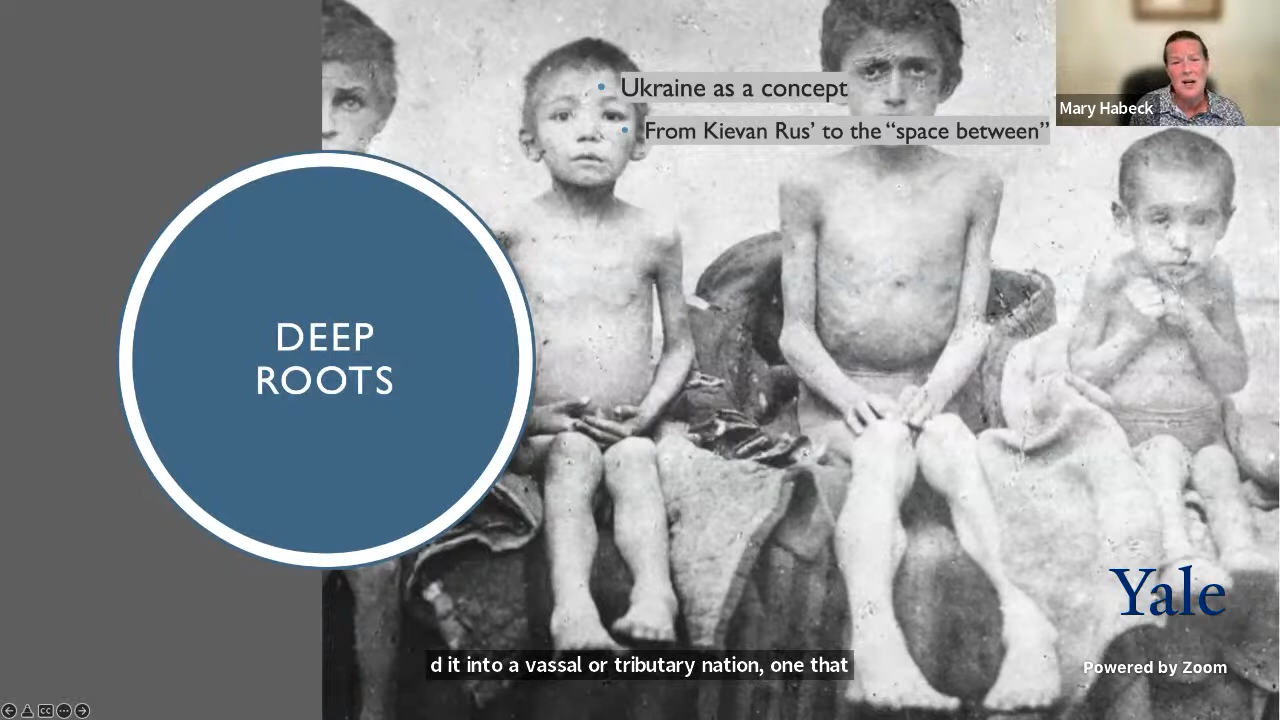 Ukraine as a concept
From Kievan Rus’ to the “space between”
Mary Habeck
DEEP
ROOTS
Yale
d it into a vassal or tributary nation, one that
Powered by Zoom
CC